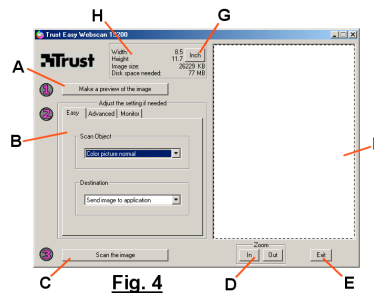 H
G
Trust Easy Webscan 19200
Trust
Width: 8.5
Height 11.7
Inch
Image size: 26229 KB
Disk space needed: 77 MB
A
1
Make a preview of the image
2
Adjust the setting if needed
Easy
Advanced
Monitor
B
Scan Object
Color picture normal
Destination
Send image to application
3
Scan the image
Zoom
In
Out
Exit
C
Fig. 4
D
E